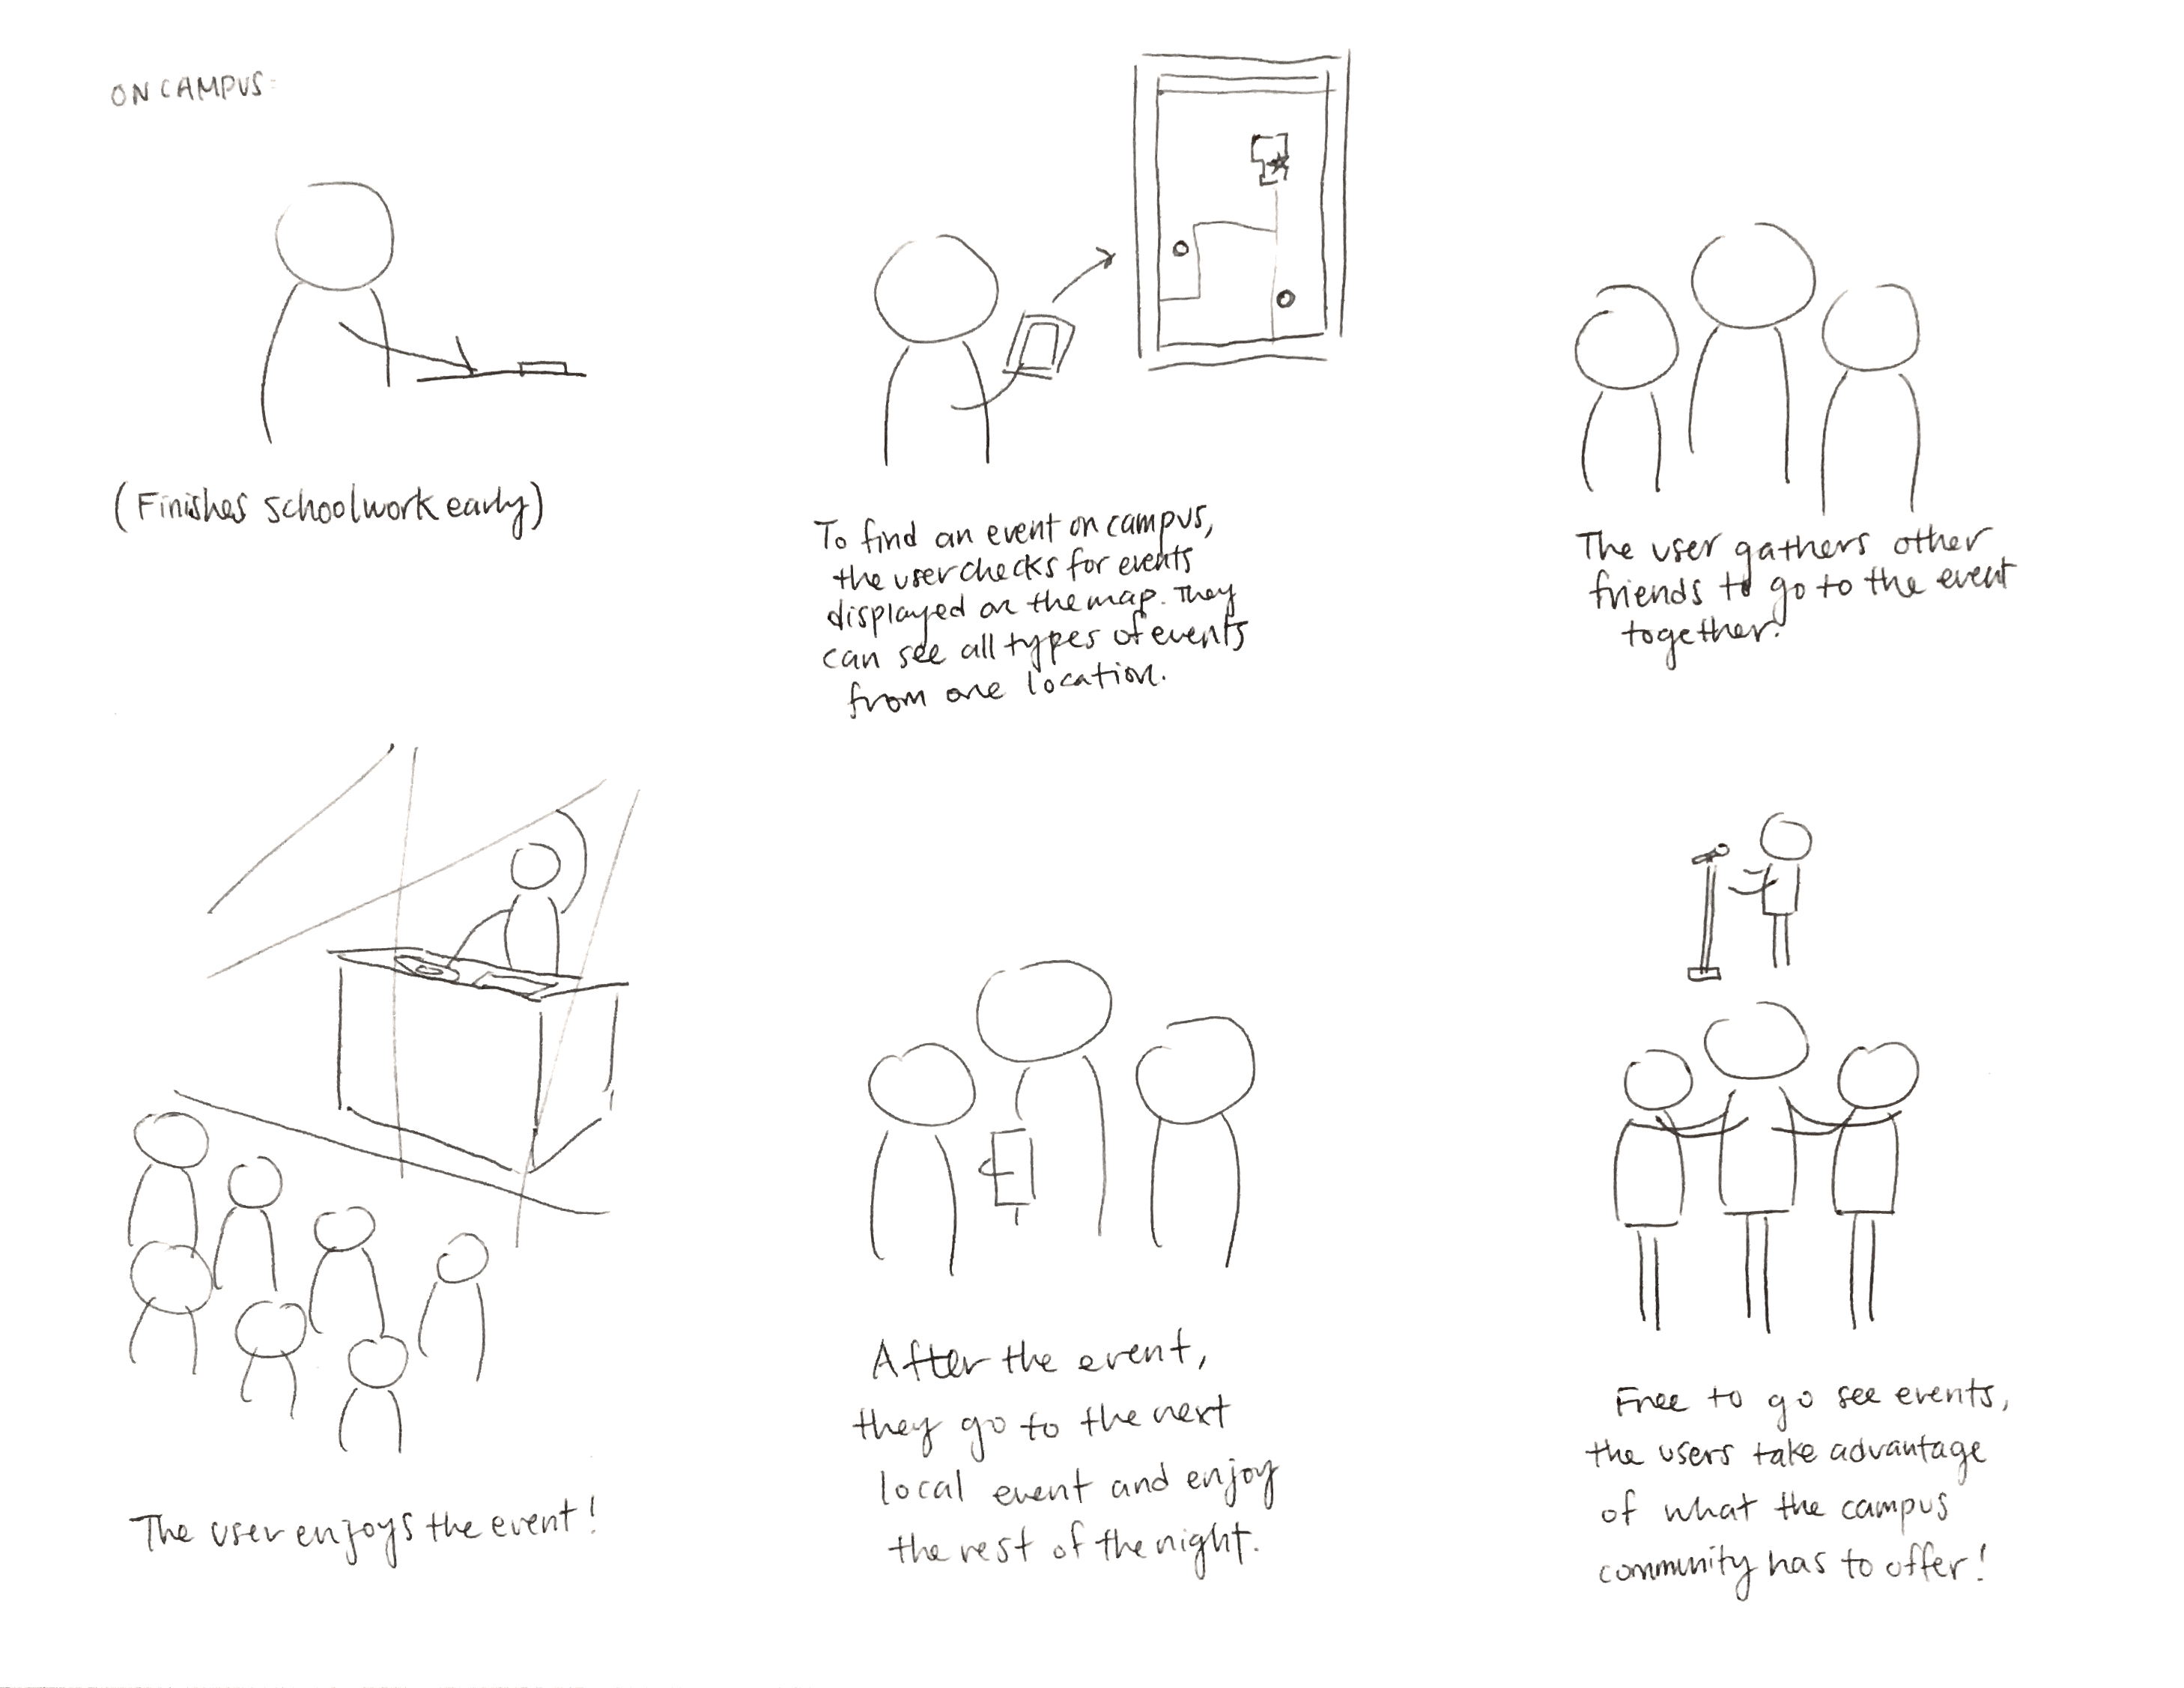 ON CAMPUS:
(Finishes schoolwork early)
To find an event on campus,
the user checks for events
displayed on the map. They
can see all types of events
from one location.
The user gathers other
friends to go to the event
together.
The user enjoys the event!
After the event,
they go to the next
local event and enjoy
the rest of the night.
Free to go see events,
the users take advantage
of what the campus
community has to offer!